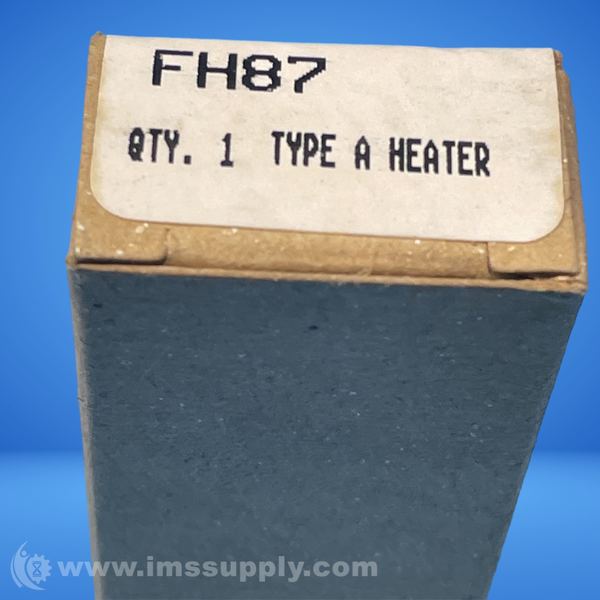 FH87
QTY. 1 TYPE A HEATER
www.imssupply.com